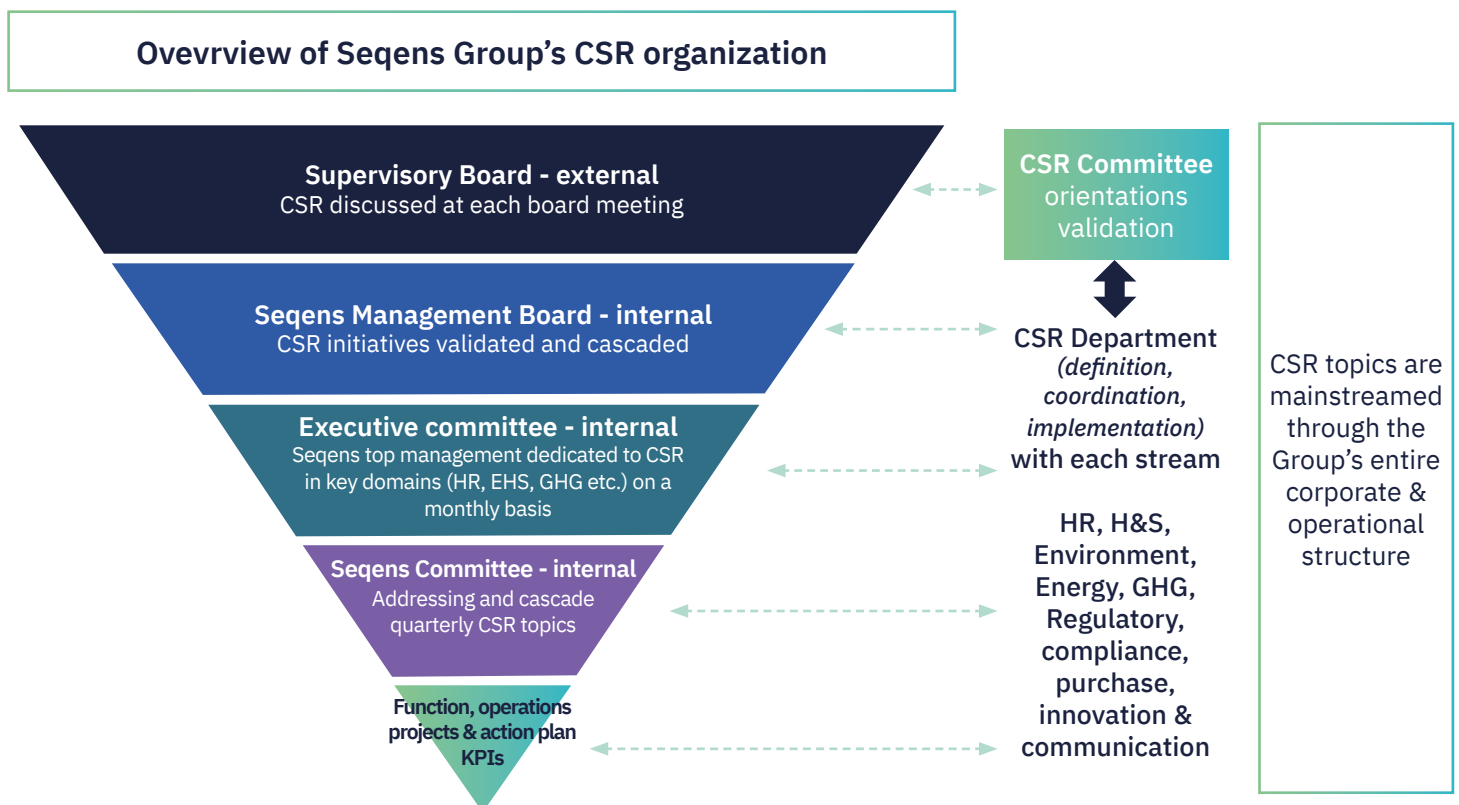 Ovevrview of Seqens Group’s CSR organization
Supervisory Board - external
CSR discussed at each board meeting
Seqens Management Board - internal
CSR initiatives validated and cascaded
Executive committee - internal
Seqens top management dedicated to CSR
in key domains (HR, EHS, GHG etc.) on a
monthly basis
Seqens Committee - internal
Addressing and cascade
quarterly CSR topics
Function, operations
projects & action plan
KPIs
CSR Committee
orientations
validation
CSR Department
(definition,
coordination,
implementation)
with each stream
HR, H&S,
Environment,
Energy, GHG,
Regulatory,
compliance,
purchase,
innovation &
communication
CSR topics are
mainstreamed
through the
Group’s entire
corporate &
operational
structure